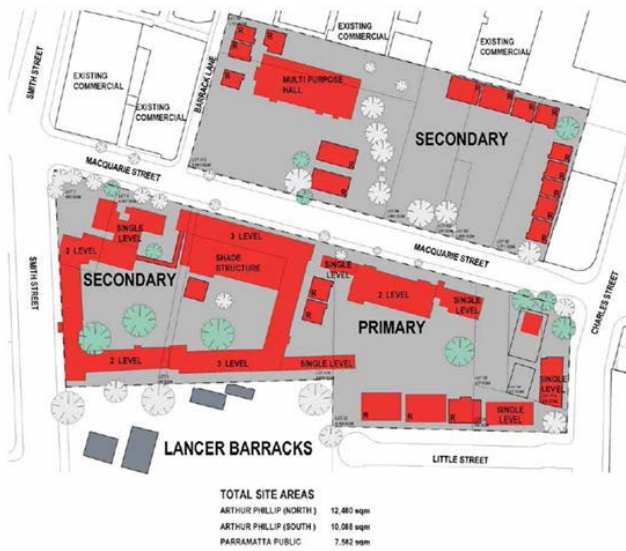 EXISTING
COMMERCIAL
EXISTING
COMMERCIAL
EXISTING
COMMERCIAL
EXISTING
COMMERCIAL
SMITH STREET
BARRACK LANE
R
R
R
R
MULTI PURPOSE
HALL
R
R
R
R
SECONDARY
R
R
R
R
R
R
R
MACQUARIE STREET
MACQUARIE STREET
SINGLE
LEVEL
3 LEVEL
3 LEVEL
SHADE
STRUCTURE
SECONDARY
R
SINGLE
LEVEL
R
R
2 LEVEL
SINGLE
LEVEL
PRIMARY
SMITH STREET
CHARLES STREET
2 LEVEL
3 LEVEL
SINGLE LEVEL
SINGLE
LEVEL
R
R
R
SINGLE
LEVEL
LANCER BARRACKS
LITTLE STREET
TOTAL SITE AREAS
ARTHUR PHILLIP (NORTH ) 12,480 sqm
ARTHUR PHILLIP (SOUTH ) 10,088 sqm
PARRAMATTA PUBLIC 7,582 sqm